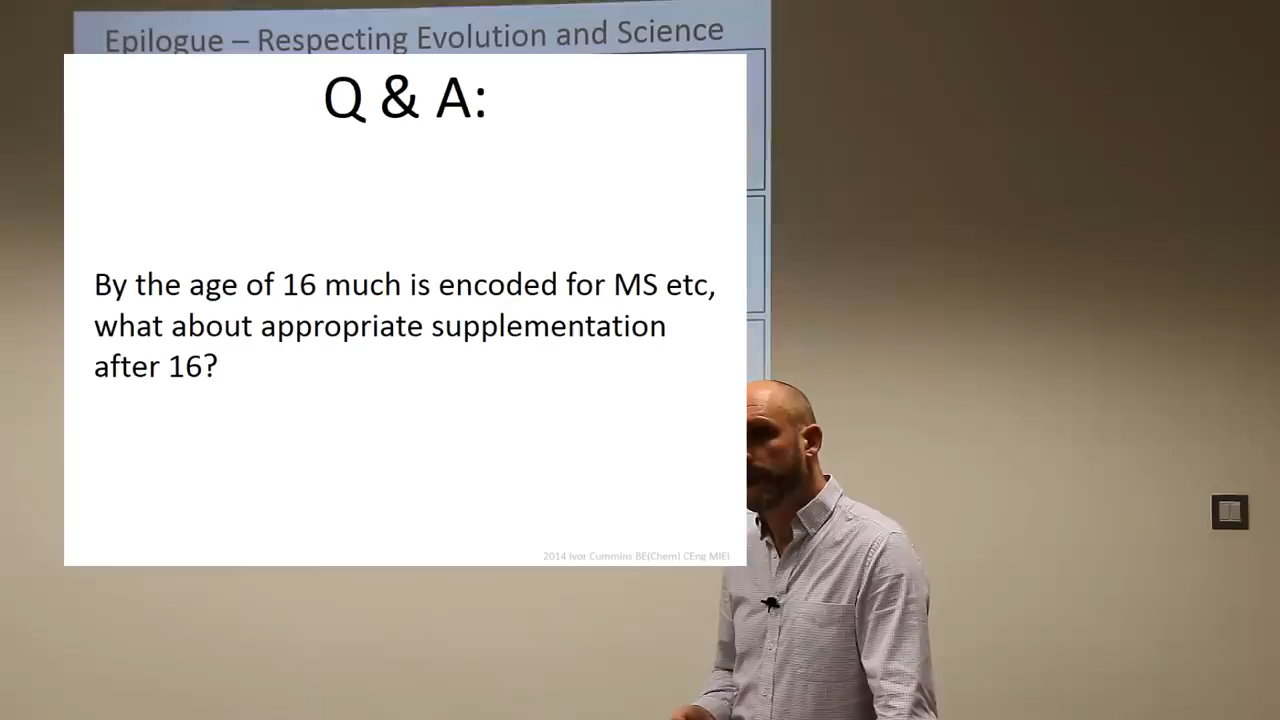 Epilogue – Respecting Evolution and Science
Q & A:
By the age of 16 much is encoded for MS etc,
what about appropriate supplementation
after 16?
2014 Ivor Cummins BE(Chem) CEng MIEI